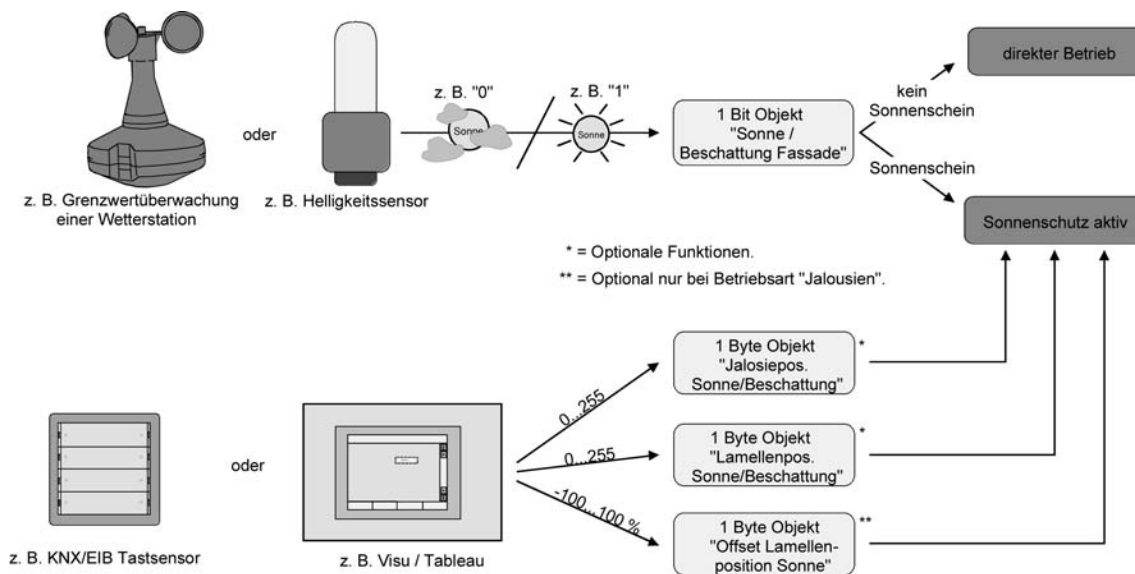 z. B. "0"
z. B. "1"
Sonne
Sonne
oder
z. B. Grenzwertüberwachung
einer Wetterstation
z. B. Helligkeitssensor
1 Bit Objekt
"Sonne /
Beschattung Fassade"
direkter Betrieb
kein
Sonnenschein
Sonnenschein
Sonnenschutz aktiv
* = Optionale Funktionen.
** = Optional nur bei Betriebsart "Jalousien".
oder
z. B. KNX/EIB Tastsensor
z. B. Visu / Tableau
0...255
0...255
-100...100 %
1 Byte Objekt
"Jalosiepos.
Sonne/Beschattung"
*
1 Byte Objekt
"Lamellenpos.
Sonne/Beschattung"
*
1 Byte Objekt
"Offset Lamellen-
position Sonne"
**